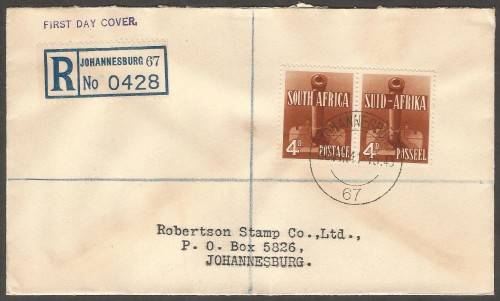 FIRST DAY COVER.
R
JOHANNESBURG 67
No 0428
SOUTH AFRICA
4D
POSTAGE
SUID-AFRIKA
4D
POSSEEL
JOHANNESBURG
67
Robertson Stamp Co.,Ltd.,
P. O. Box 5826,
JOHANNESBURG.